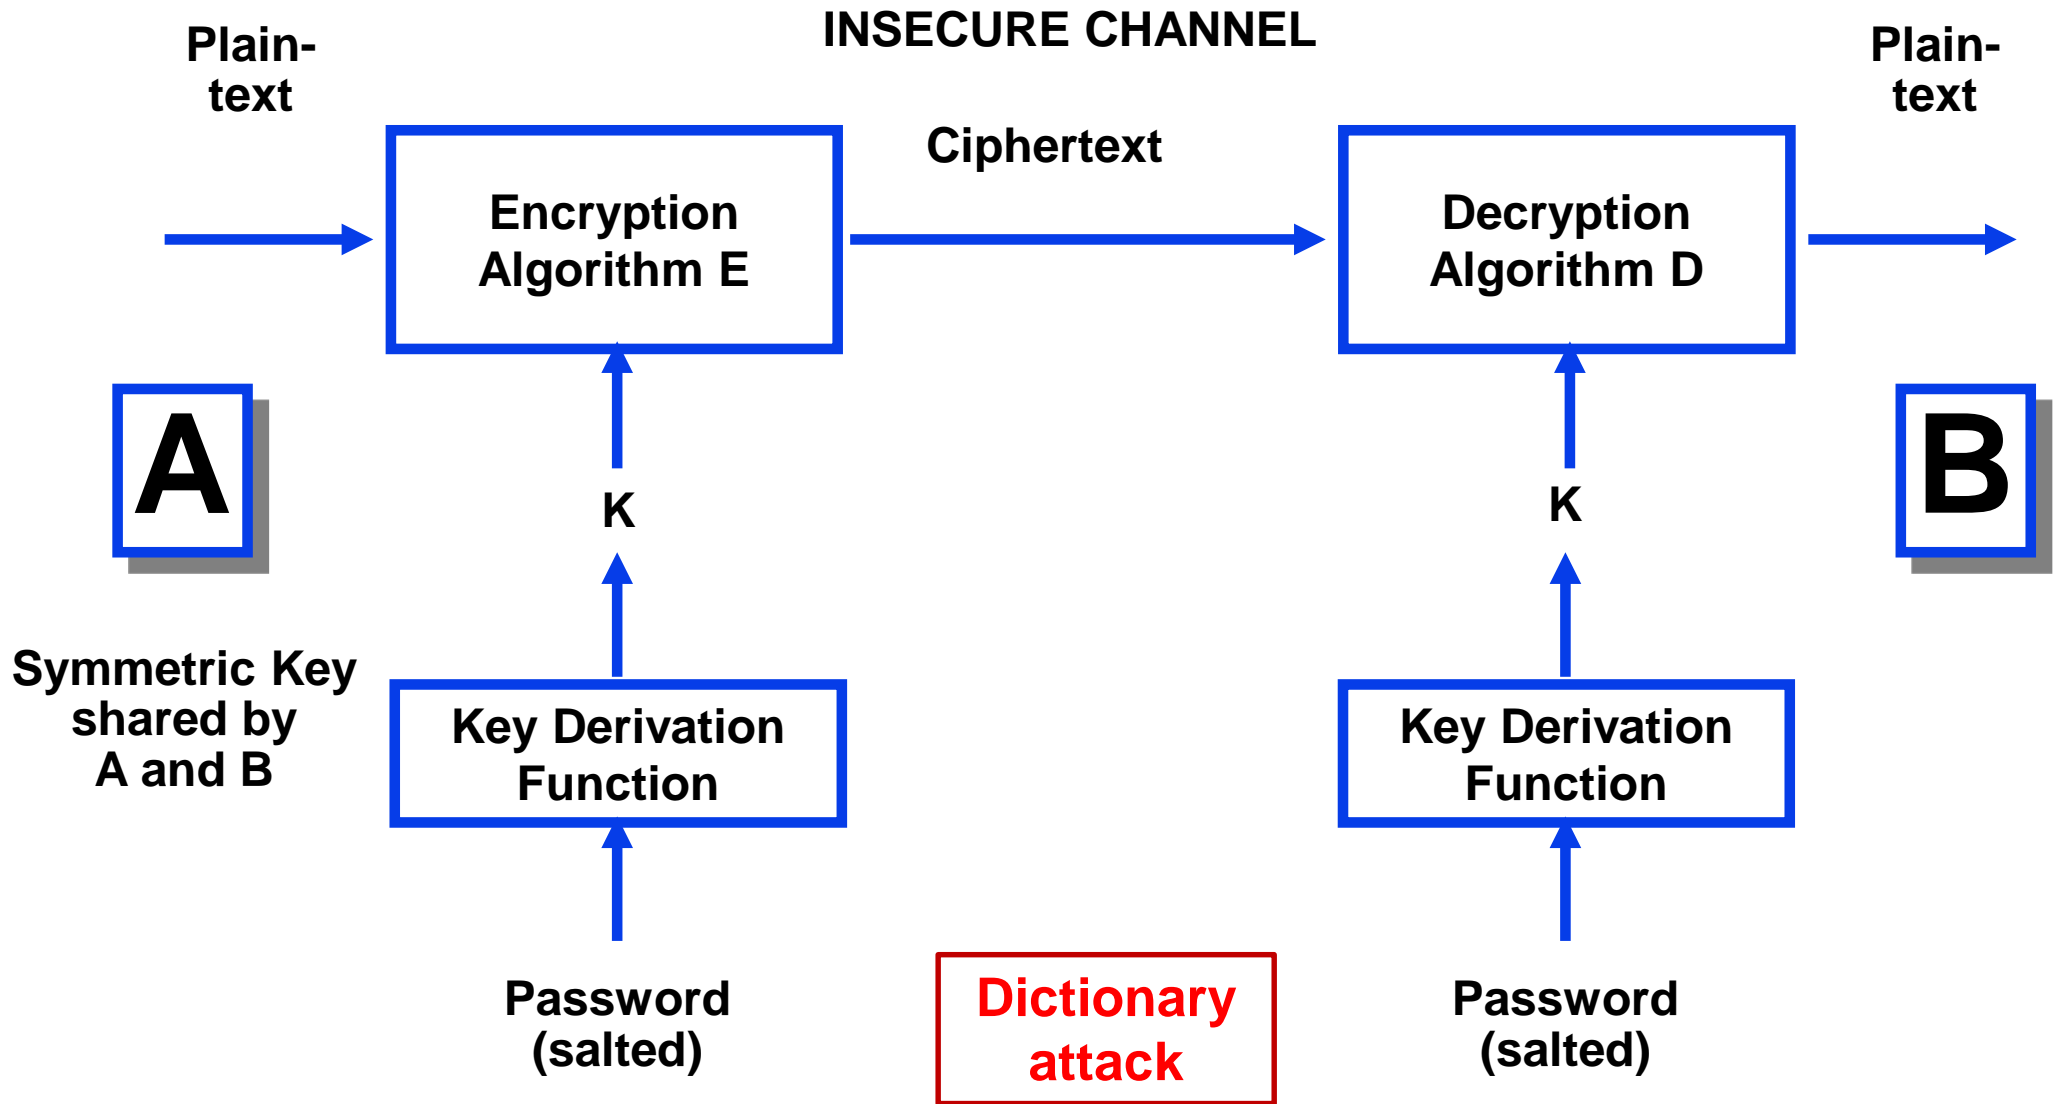 INSECURE CHANNEL
Plain-
text
Plain-
text
Ciphertext
Encryption
Algorithm E
Decryption
Algorithm D
A
B
K
K
Symmetric Key
shared by
A and B
Key Derivation
Function
Key Derivation
Function
Password
(salted)
Dictionary
attack
Password
(salted)